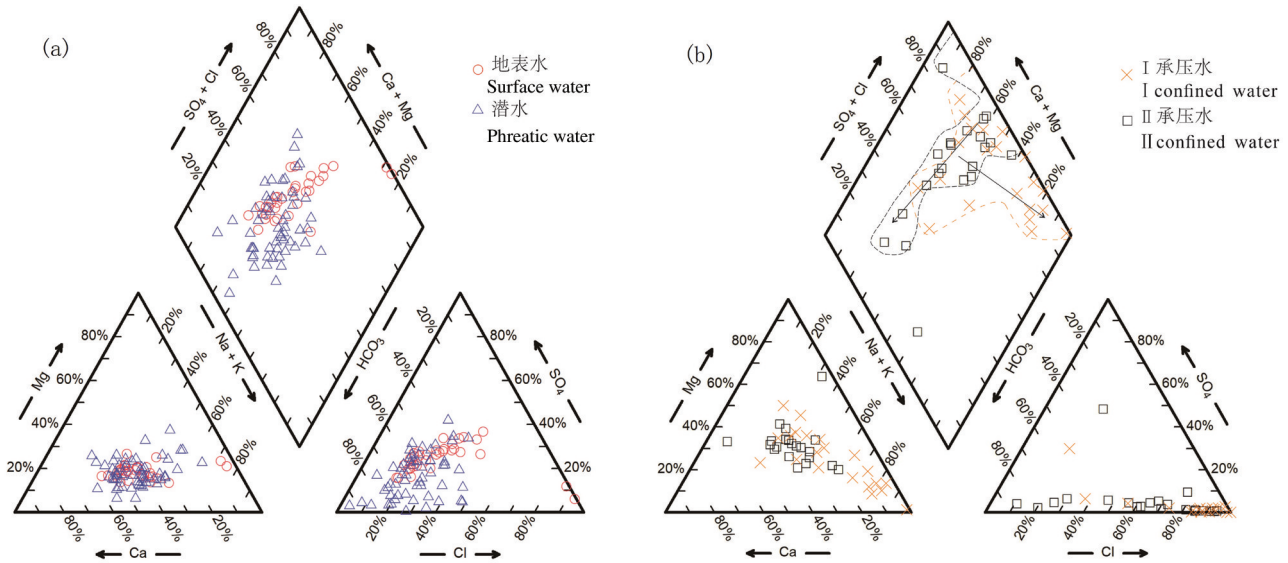 (a)
地表水
Surface water
潜水
Phreatic water
SO₄ + Cl
Ca + Mg
80%
60%
40%
20%
80%
60%
40%
20%
Mg
Na + K
HCO₃
SO₄
80%
60%
40%
20%
20%
40%
60%
80%
20%
40%
60%
80%
80%
60%
40%
20%
80%
60%
40%
20%
20%
40%
60%
80%
Ca
Cl
(b)
I 承压水
I confined water
II 承压水
II confined water
SO₄ + Cl
Ca + Mg
80%
60%
40%
20%
80%
60%
40%
20%
Mg
Na + K
HCO₃
SO₄
80%
60%
40%
20%
20%
40%
60%
80%
20%
40%
60%
80%
80%
60%
40%
20%
80%
60%
40%
20%
20%
40%
60%
80%
Ca
Cl